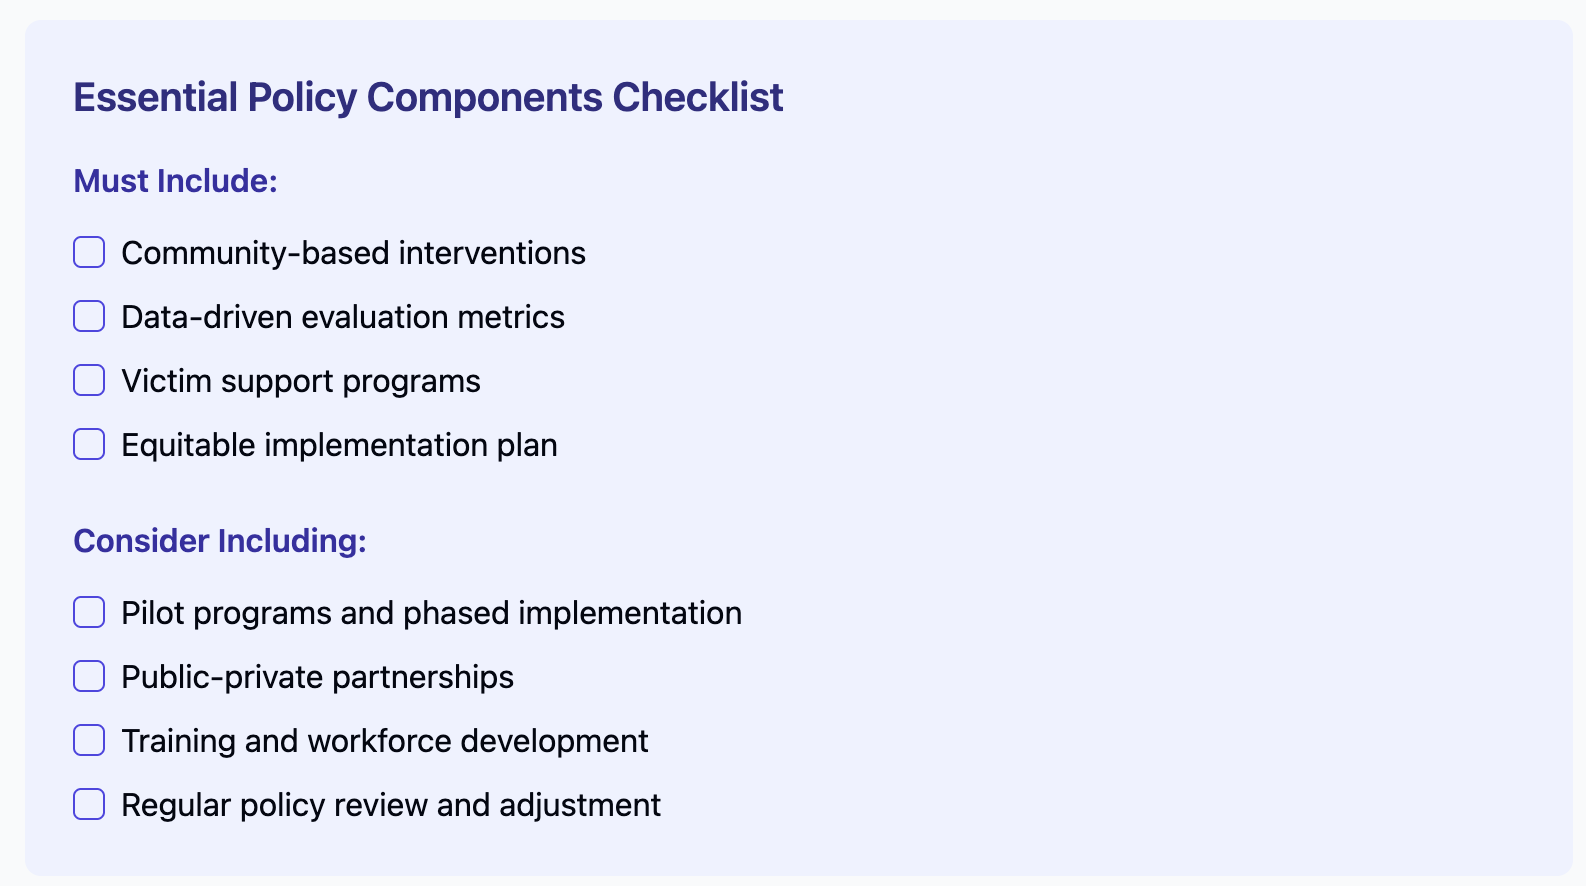 Essential Policy Components Checklist
Must Include:
Community-based interventions
Data-driven evaluation metrics
Victim support programs
Equitable implementation plan
Consider Including:
Pilot programs and phased implementation
Public-private partnerships
Training and workforce development
Regular policy review and adjustment